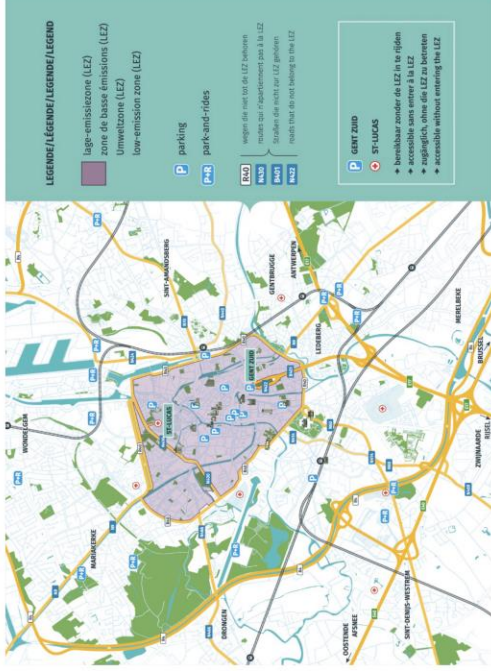 LEGENDE/LÉGENDE/LEGENDE/LEGEND
lage-emissiezone (LEZ)
zone de basse émissions (LEZ)
Umweltzone (LEZ)
low-emission zone (LEZ)
P parking
P+R park-and-rides
R40
N430
B401
N422
wegen die niet tot de LEZ behoren
routes qui n'apartiennent pas à la LEZ
Straßen die nicht zur LEZ gehören
roads that do not belong to the LEZ
P GENT ZUID
ST-LUCAS
bereikbaar zonder de LEZ in te rijden
accessible sans entrer à la LEZ
zugänglich, ohne die LEZ zu betreten
accessible without entering the LEZ
WONDELGEM
SINT-AMANDSBERG
MARIAKERKE
ST-LUCAS
GENT ZUID
GENTBRUGGE
ANTWERPEN
LEDEBERG
DRONGEN
MERELBEKE
BRUSSEL
ZWIJNAARDE
RIJSEL
OOSTENDE
AFSNEE
SINT-DENIJS-WESTREM